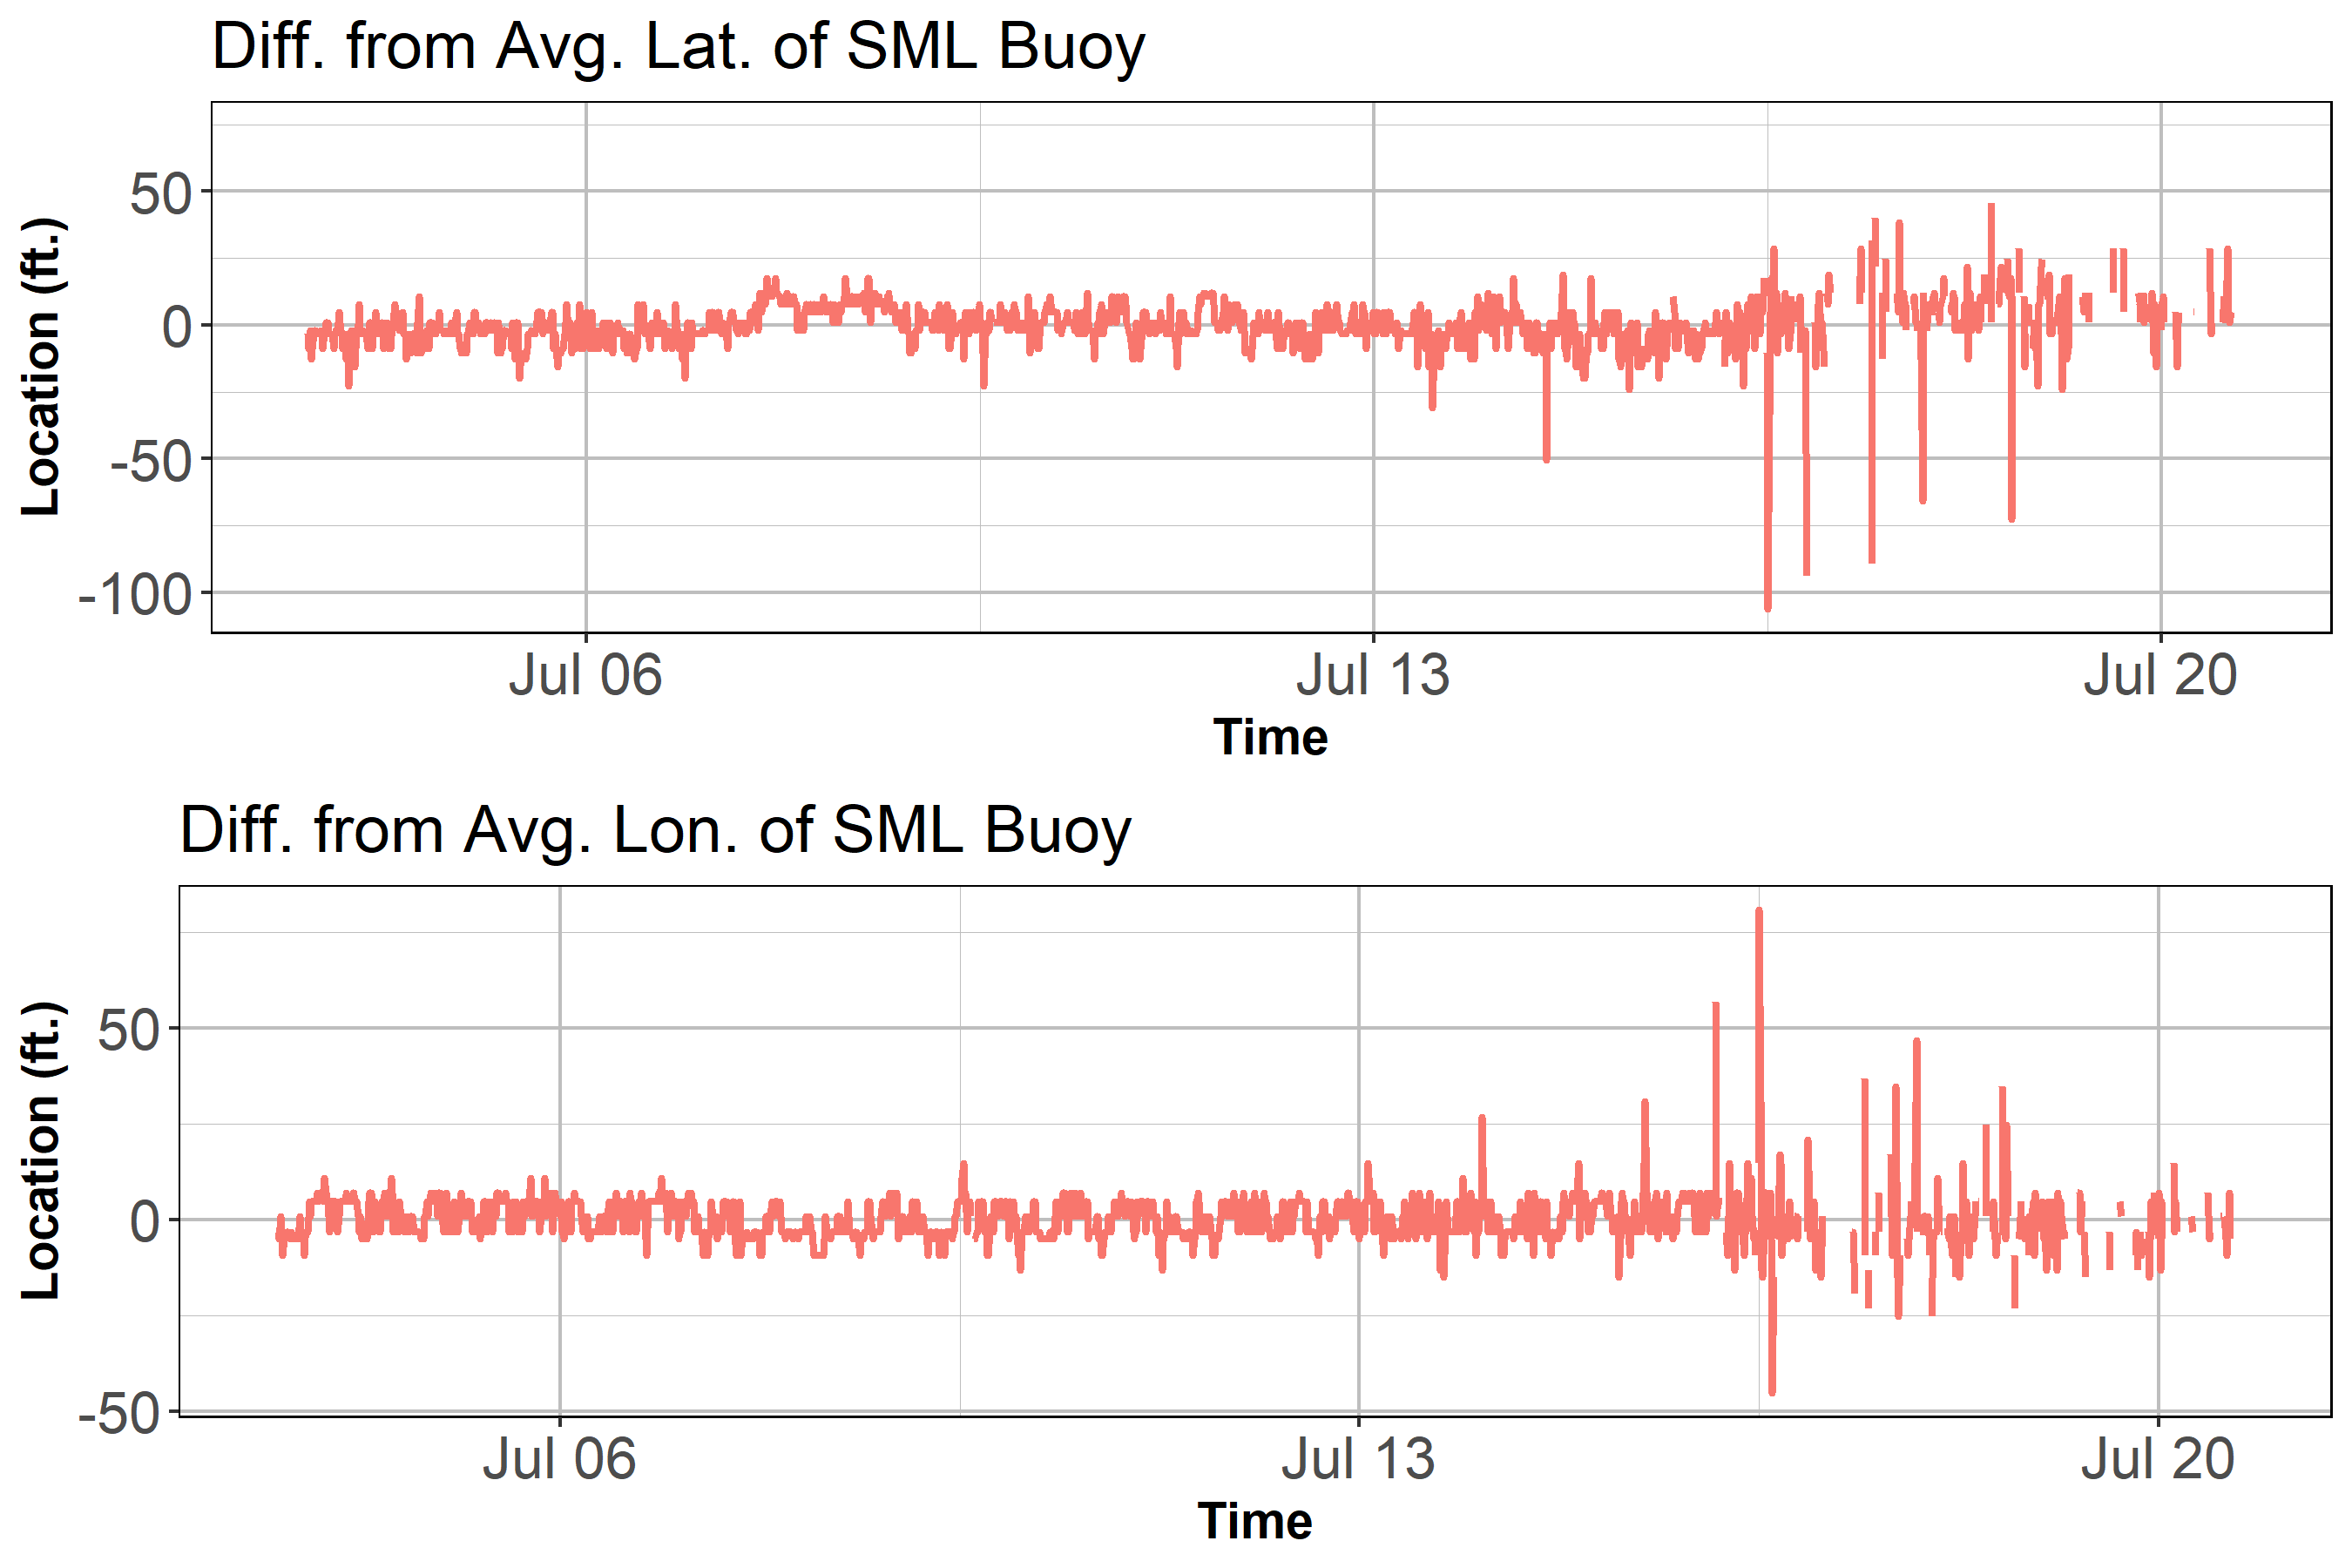 Diff. from Avg. Lat. of SML Buoy
Location (ft.)
50
0
-50
-100
Jul 06 Jul 13 Jul 20
Time
Diff. from Avg. Lon. of SML Buoy
Location (ft.)
50
0
-50
Jul 06 Jul 13 Jul 20
Time